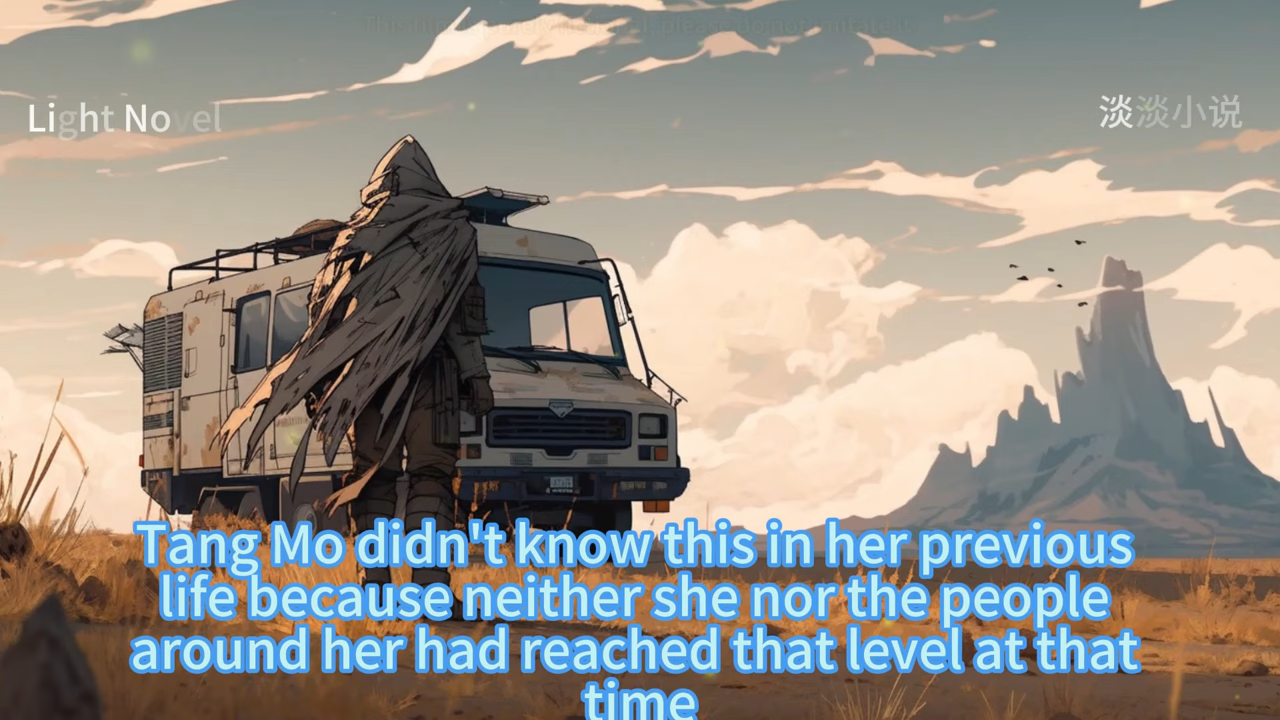 Light Novel
淡淡小说
Tang Mo didn't know this in her previous
life because neither she nor the people
around her had reached that level at that
time